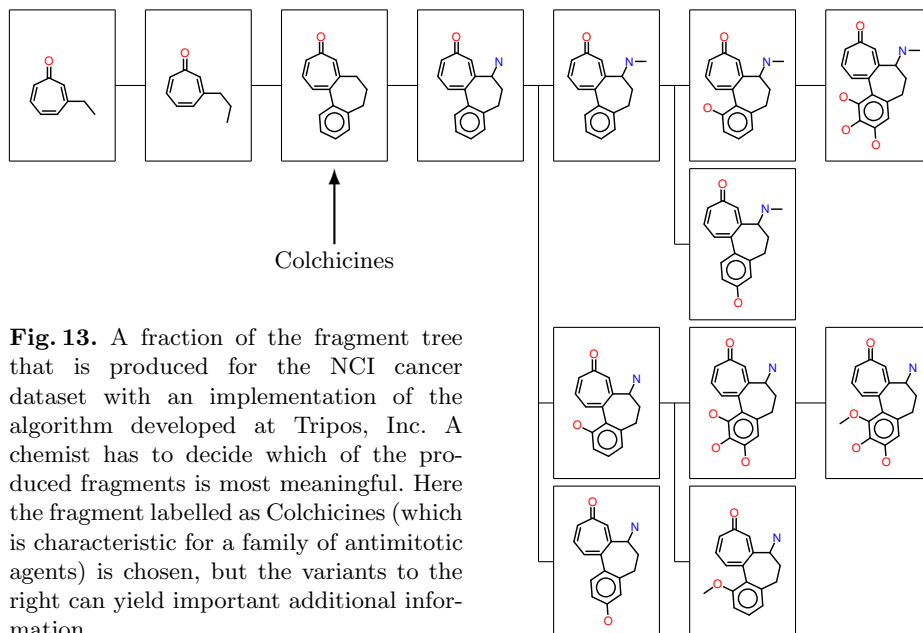 O O O O O O O
N N N N
O O
O
O
O
N
Colchicines
O
O O O
N N N
O O O
O O O
O O
O O
N N
O
O
Fig. 13. A fraction of the fragment tree
that is produced for the NCI cancer
dataset with an implementation of the
algorithm developed at Tripos, Inc. A
chemist has to decide which of the pro-
duced fragments is most meaningful. Here
the fragment labelled as Colchicines (which
is characteristic for a family of antimitotic
agents) is chosen, but the variants to the
right can yield important additional infor-
mation.